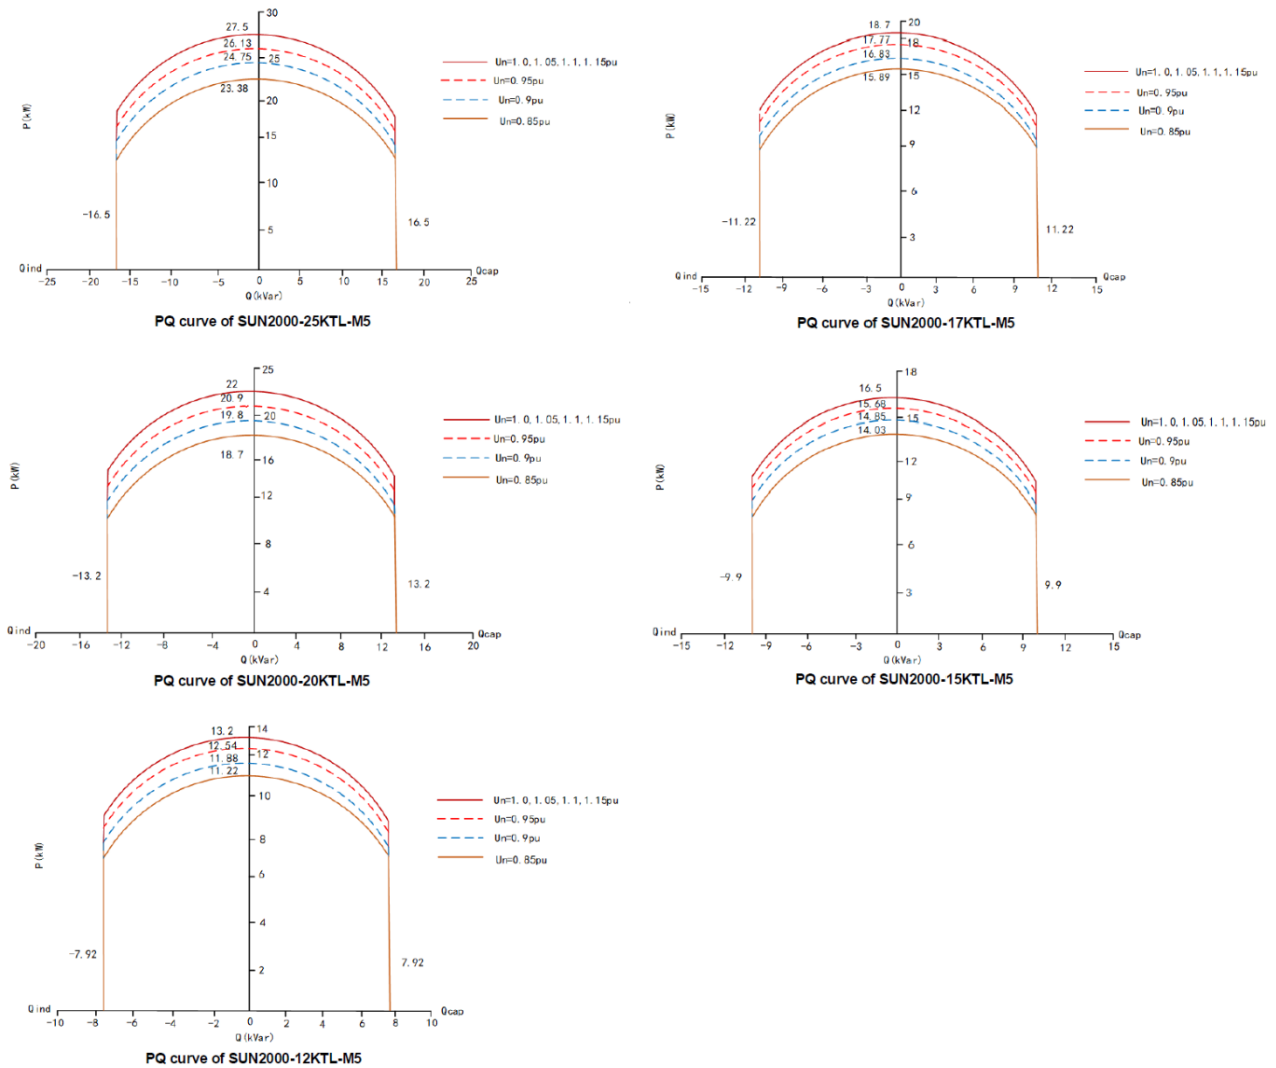 30
27.5
26.13
24.75
25
23.38
20
15
10
5
P(kW)
-16.5
16.5
Qind
Qcap
-25 -20 -15 -10 -5 0 5 10 15 20 25
Q(kVar)
Un=1.0,1.05,1.1,1.15pu
Un=0.95pu
Un=0.9pu
Un=0.85pu
PQ curve of SUN2000-25KTL-M5
20
18.7
17.77
18
16.83
15.89
15
12
9
6
3
P(kW)
-11.22
11.22
Qind
Qcap
-15 -12 -9 -6 -3 0 3 6 9 12 15
Q(kVar)
Un=1.0,1.05,1.1,1.15pu
Un=0.95pu
Un=0.9pu
Un=0.85pu
PQ curve of SUN2000-17KTL-M5
25
22
20.9
19.8
20
18.7
16
12
8
4
P(kW)
-13.2
13.2
Qind
Qcap
-20 -16 -12 -8 -4 0 4 8 12 16 20
Q(kVar)
Un=1.0,1.05,1.1,1.15pu
Un=0.95pu
Un=0.9pu
Un=0.85pu
PQ curve of SUN2000-20KTL-M5
18
16.5
15.68
14.85
15
14.03
12
9
6
3
P(kW)
-9.9
9.9
Qind
Qcap
-15 -12 -9 -6 -3 0 3 6 9 12 15
Q(kVar)
Un=1.0,1.05,1.1,1.15pu
Un=0.95pu
Un=0.9pu
Un=0.85pu
PQ curve of SUN2000-15KTL-M5
14
13.2
12.54
12
11.88
11.22
10
8
6
4
2
P(kW)
-7.92
7.92
Qind
Qcap
-10 -8 -6 -4 -2 0 2 4 6 8 10
Q(kVar)
Un=1.0,1.05,1.1,1.15pu
Un=0.95pu
Un=0.9pu
Un=0.85pu
PQ curve of SUN2000-12KTL-M5